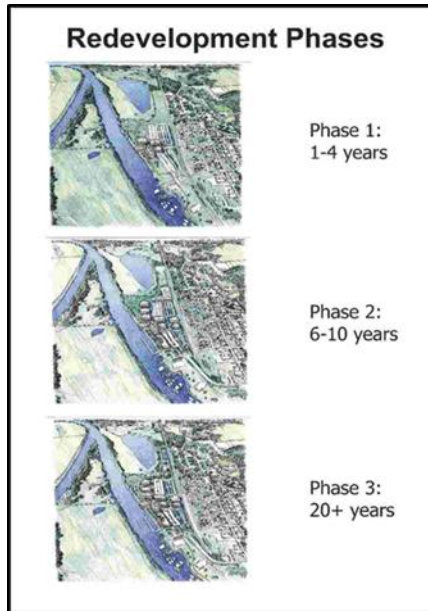 Redevelopment Phases
Phase 1:
1-4 years
Phase 2:
6-10 years
Phase 3:
20+ years